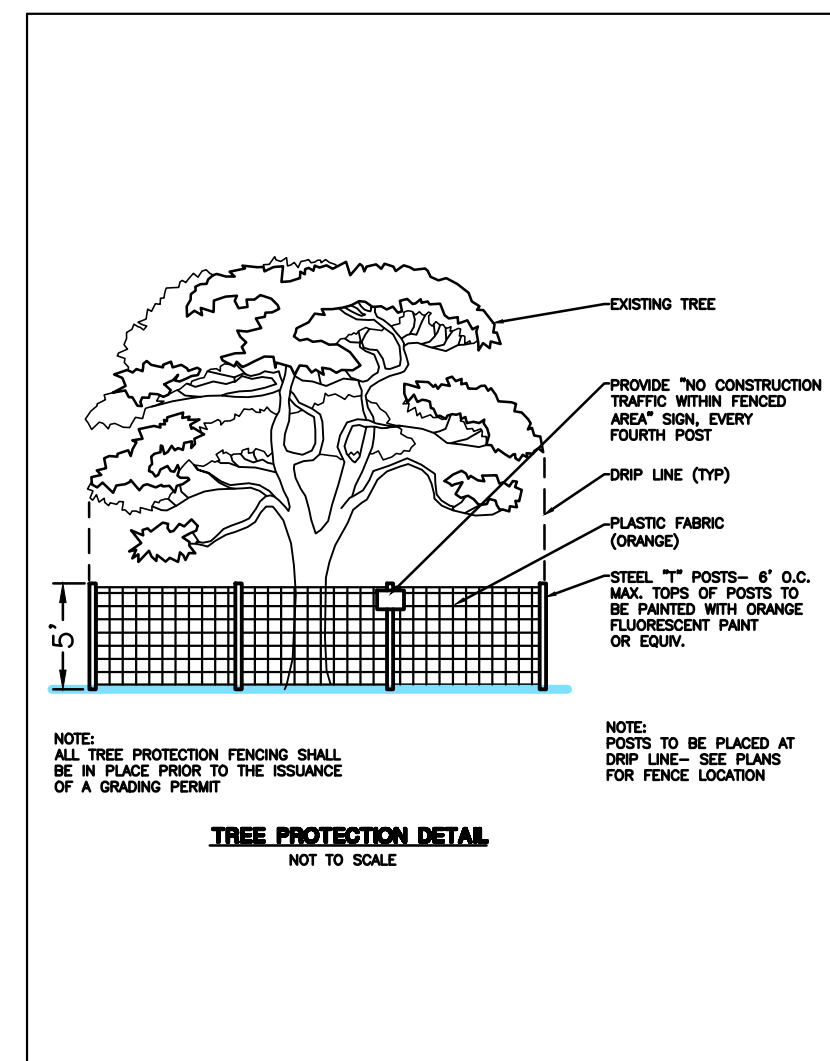 EXISTING TREE
PROVIDE "NO CONSTRUCTION
TRAFFIC WITHIN FENCED
AREA" SIGN, EVERY
FOURTH POST
DRIP LINE (TYP)
PLASTIC FABRIC
(ORANGE)
STEEL "T" POSTS– 6' O.C.
MAX. TOPS OF POSTS TO
BE PAINTED WITH ORANGE
FLUORESCENT PAINT
OR EQUIV.
5'
NOTE:
ALL TREE PROTECTION FENCING SHALL
BE IN PLACE PRIOR TO THE ISSUANCE
OF A GRADING PERMIT
NOTE:
POSTS TO BE PLACED AT
DRIP LINE– SEE PLANS
FOR FENCE LOCATION
TREE PROTECTION DETAIL
NOT TO SCALE